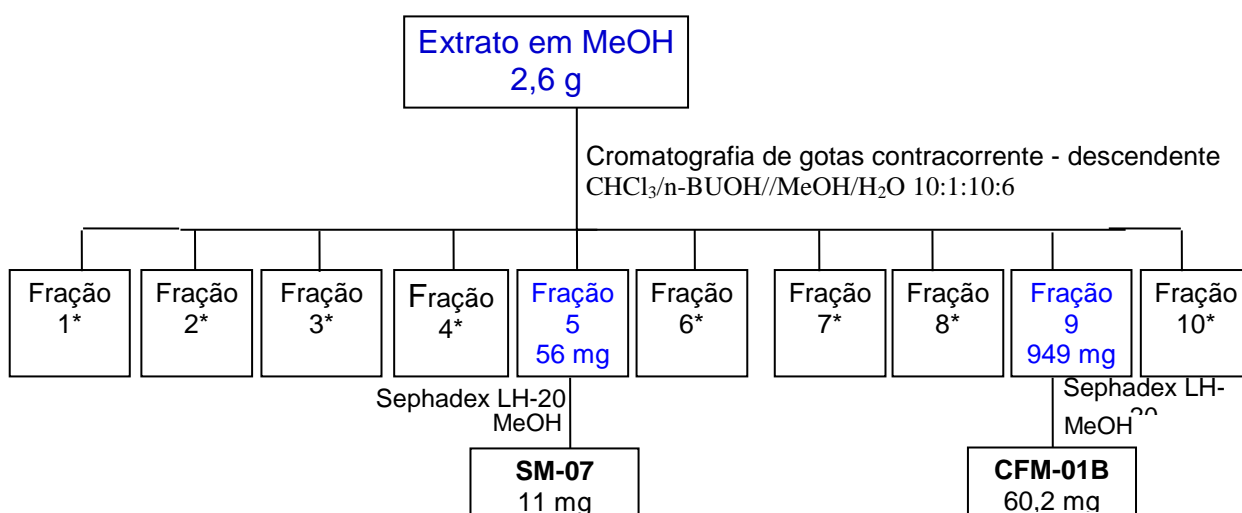 Extrato em MeOH
2,6 g
Cromatografia de gotas contracorrente - descendente
CHCl₃/n-BUOH//MeOH/H₂O 10:1:10:6
Fração
1*
Fração
2*
Fração
3*
Fração
4*
Fração
5
56 mg
Fração
6*
Fração
7*
Fração
8*
Fração
9
949 mg
Fração
10*
Sephadex LH-20
MeOH
Sephadex LH-
MeOH
SM-07
11 mg
CFM-01B
60,2 mg